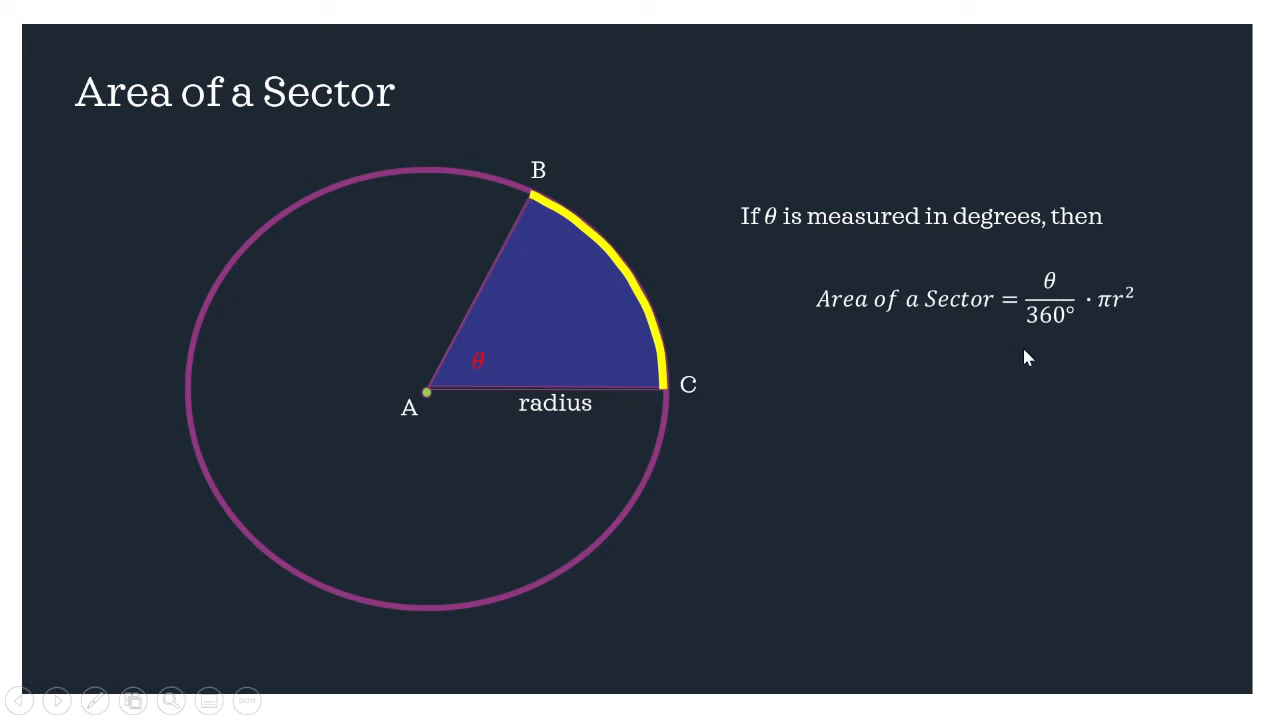 Area of a Sector
B
If θ is measured in degrees, then
Area of a Sector = θ/360° · πr²
θ
C
A
radius